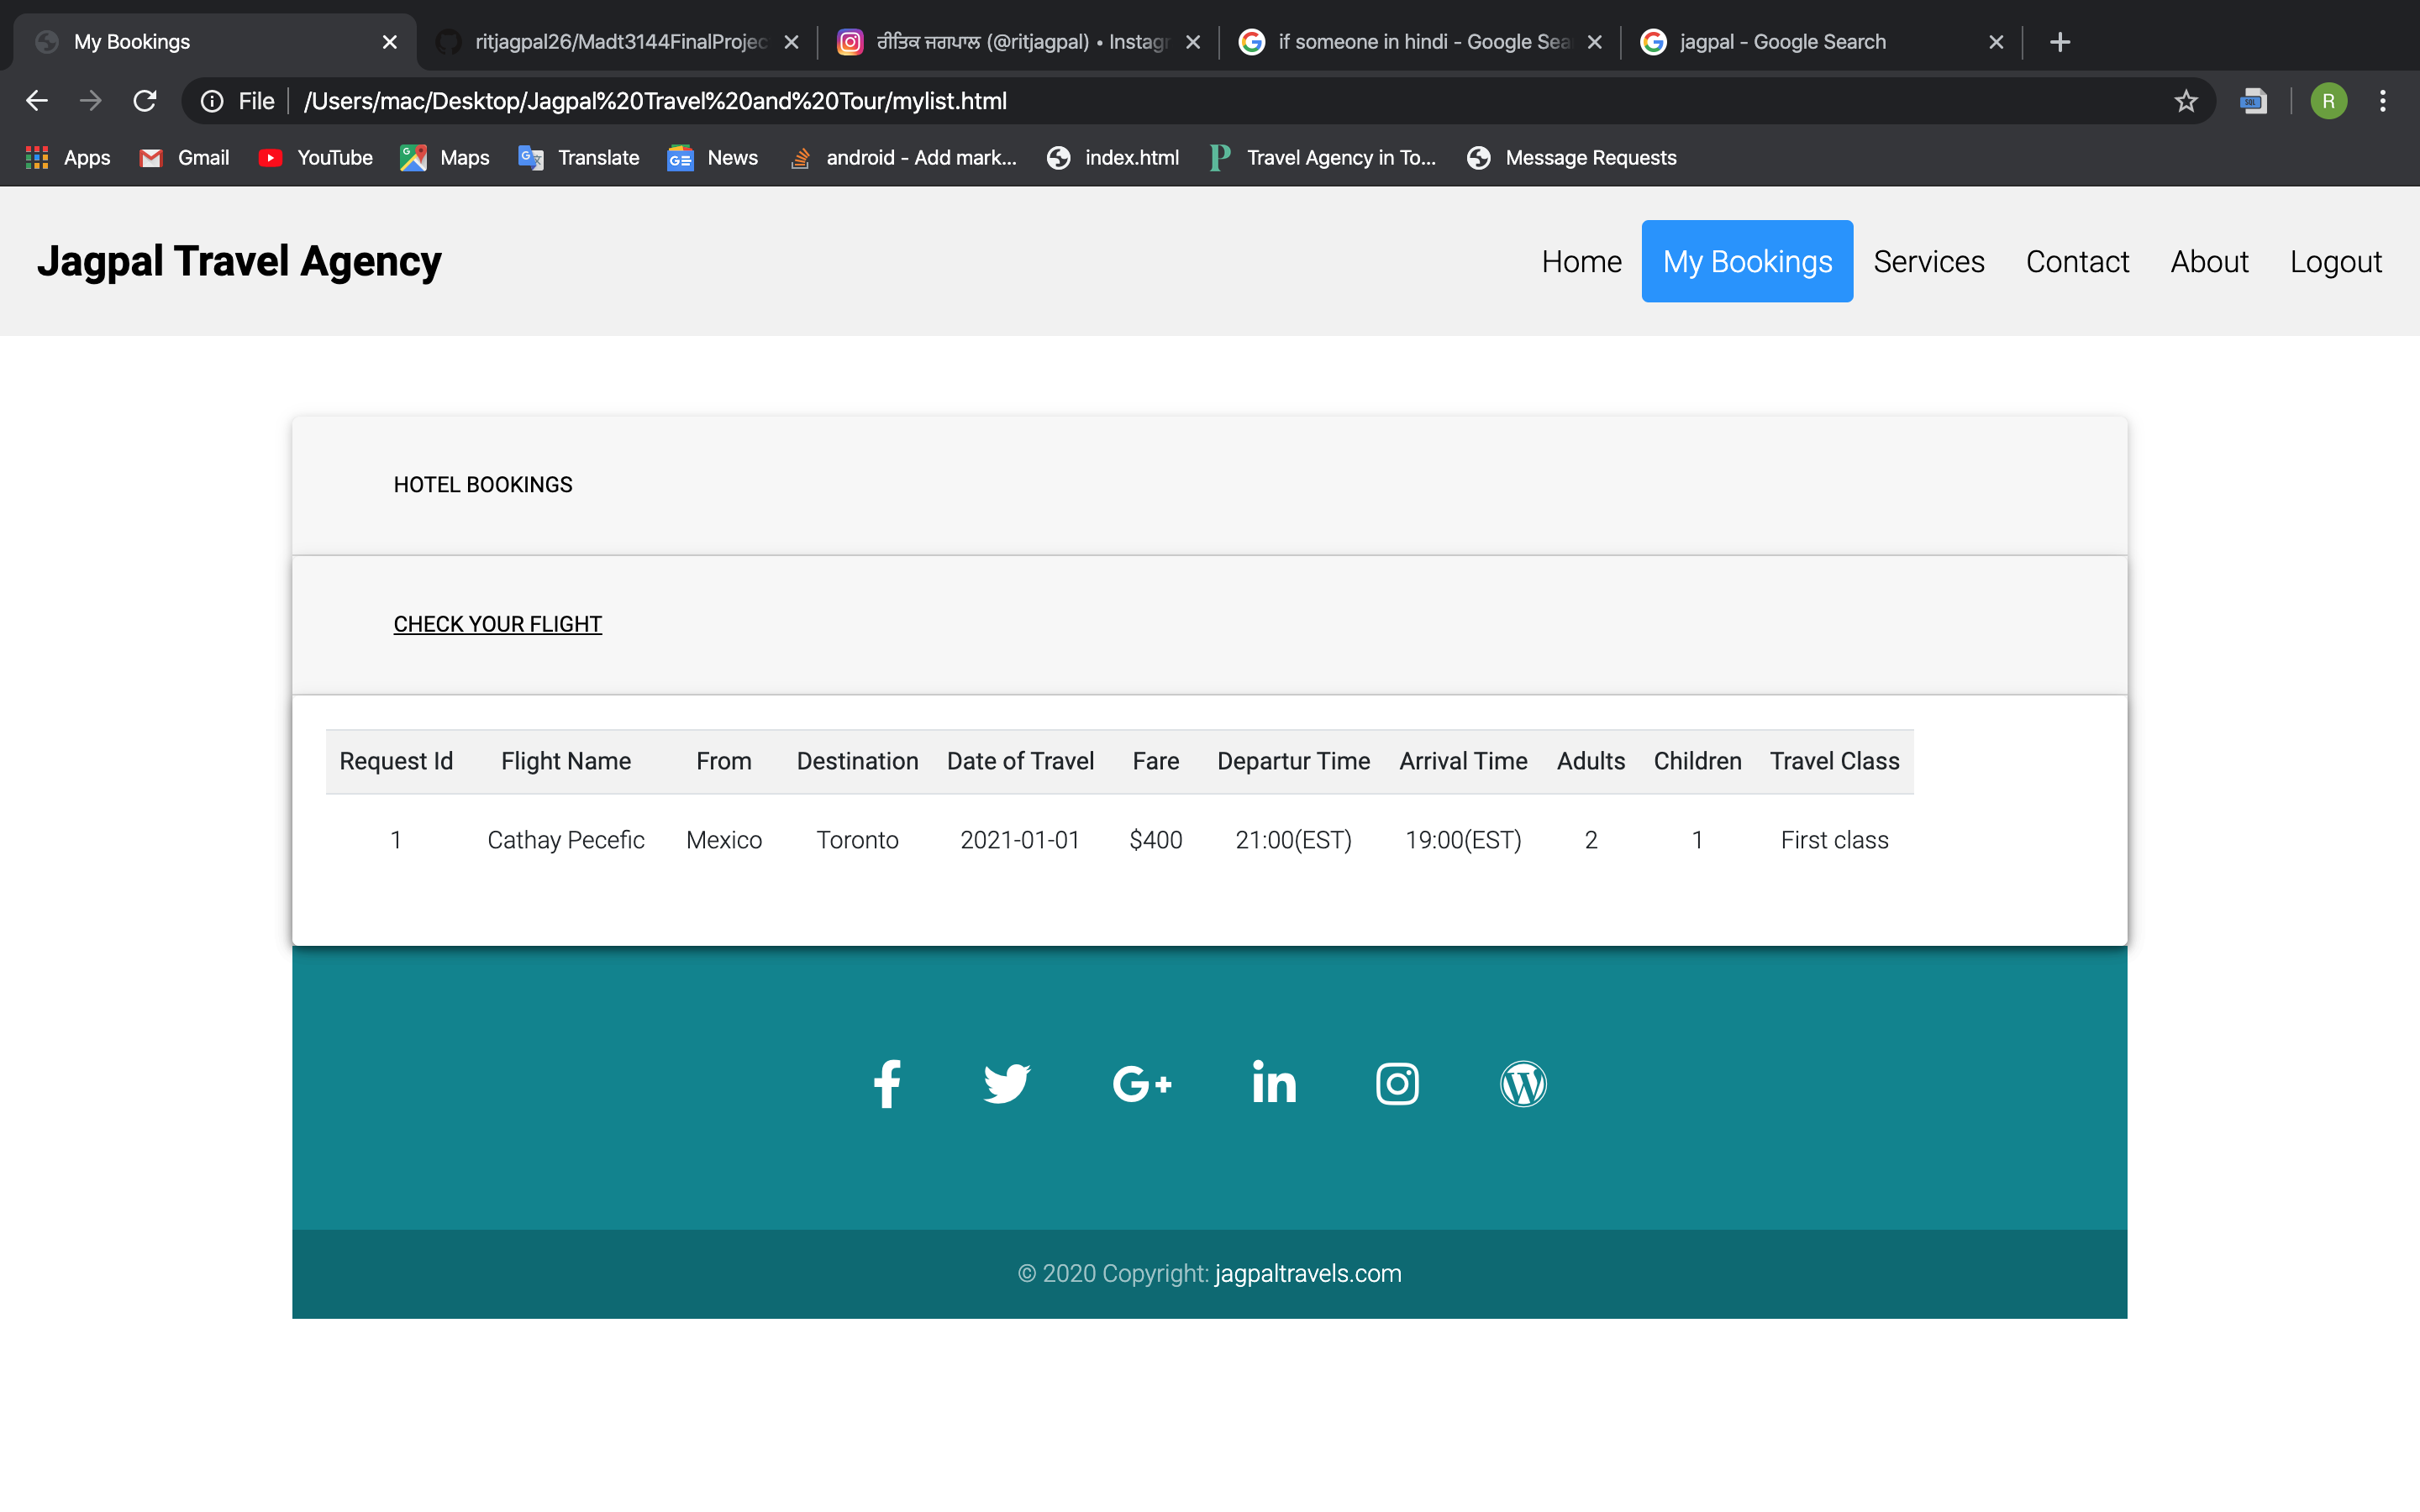 My Bookings
ritjagpal26/Madt3144FinalProjec
ਰੀਤਿਕ ਜਗਪਾਲ (@ritjagpal) • Instagr
if someone in hindi - Google Sea
jagpal - Google Search
File
/Users/mac/Desktop/Jagpal%20Travel%20and%20Tour/mylist.html
SQL
R
Apps
Gmail
YouTube
Maps
Translate
News
android - Add mark...
index.html
Travel Agency in To...
Message Requests
Jagpal Travel Agency
Home My Bookings Services Contact About Logout
HOTEL BOOKINGS
CHECK YOUR FLIGHT
Request Id Flight Name From Destination Date of Travel Fare Departur Time Arrival Time Adults Children Travel Class
1 Cathay Pecefic Mexico Toronto 2021-01-01 $400 21:00(EST) 19:00(EST) 2 1 First class
© 2020 Copyright: jagpaltravels.com